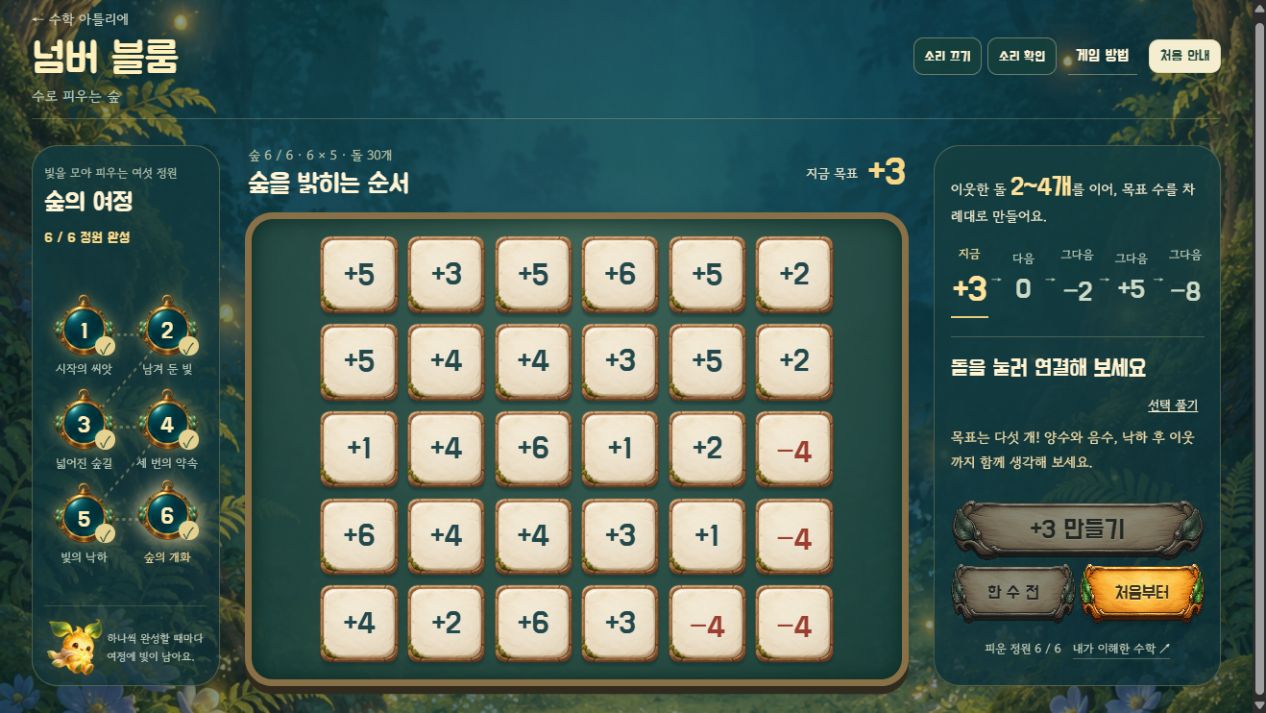 ← 수학 아틀리에
넘버 블룸
수로 피우는 숲
소리 끄기
소리 확인
게임 방법
처음 안내
빛을 모아 피우는 여섯 정원
숲의 여정
6 / 6 정원 완성
1
2
시작의 씨앗
남겨 둔 빛
3
4
넓어진 숲길
세 번의 약속
5
6
빛의 낙하
숲의 개화
하나씩 완성할 때마다
여정에 빛이 남아요.
숲 6 / 6 · 6 × 5 · 돌 30개
숲을 밝히는 순서
지금 목표 +3
+5 +3 +5 +6 +5 +2
+5 +4 +4 +3 +5 +2
+1 +4 +6 +1 +2 −4
+6 +4 +4 +3 +1 −4
+4 +2 +6 +3 −4 −4
이웃한 돌 2~4개를 이어, 목표 수를 차
례대로 만들어요.
지금 다음 그다음 그다음 그다음
+3 → 0 → −2 → +5 → −8
돌을 눌러 연결해 보세요
선택 풀기
목표는 다섯 개! 양수와 음수, 낙하 후 이웃
까지 함께 생각해 보세요.
+3 만들기
한 수 전
처음부터
피운 정원 6 / 6
내가 이해한 수학 ↗